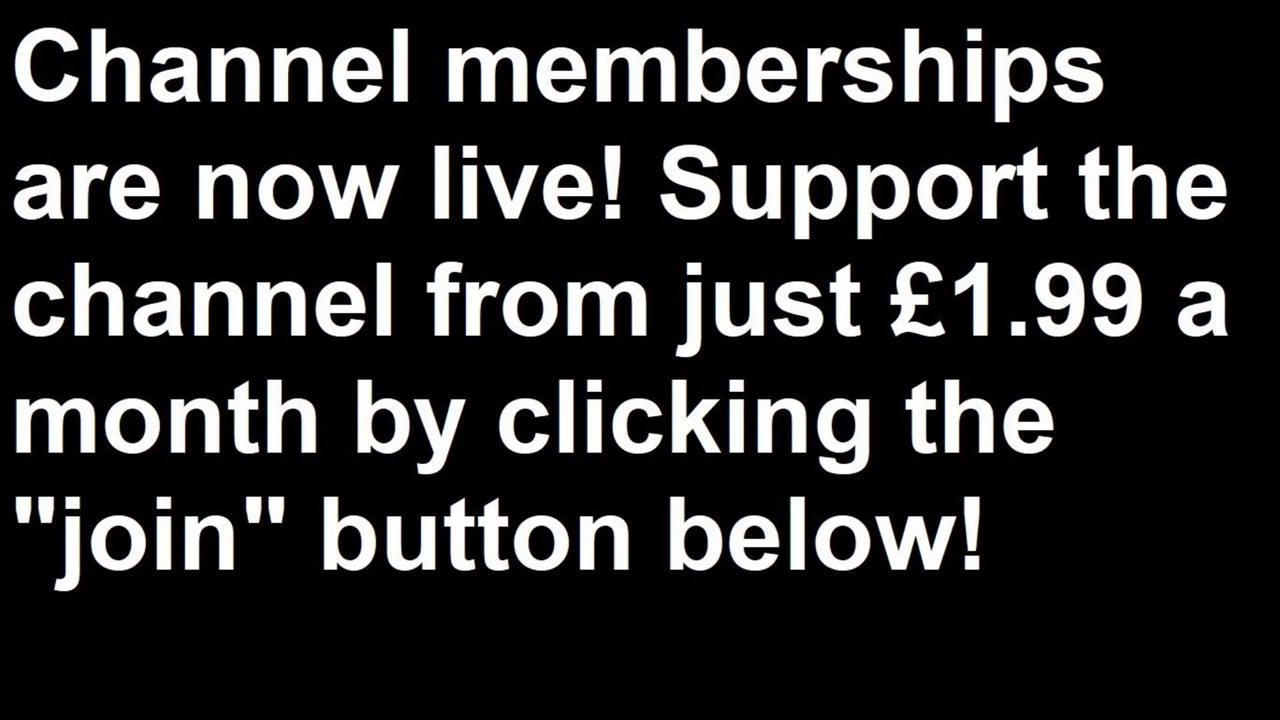 Channel memberships
are now live! Support the
channel from just £1.99 a
month by clicking the
"join" button below!